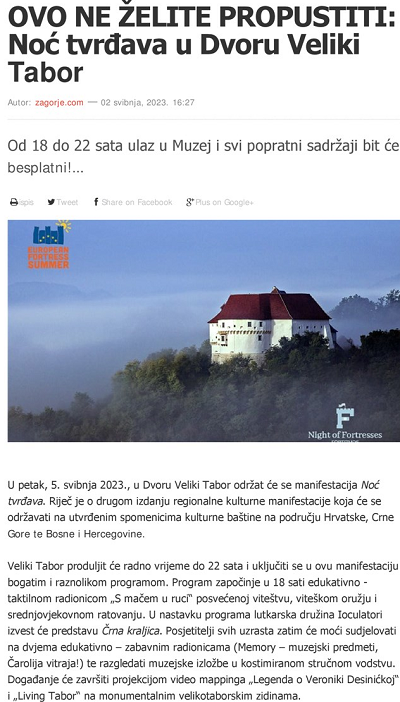 OVO NE ŽELITE PROPUSTITI:
Noć tvrđava u Dvoru Veliki
Tabor
Autor: zagorje.com — 02 svibnja, 2023. 16:27
Od 18 do 22 sata ulaz u Muzej i svi popratni sadržaji bit će
besplatni!...
Ispis Tweet Share on Facebook Plus on Google+
EUROPEAN
FORTRESS
SUMMER
Night of Fortresses
U petak, 5. svibnja 2023., u Dvoru Veliki Tabor održat će se manifestacija Noć
tvrđava. Riječ je o drugom izdanju regionalne kulturne manifestacije koja će se
održavati na utvrđenim spomenicima kulturne baštine na području Hrvatske, Crne
Gore te Bosne i Hercegovine.
Veliki Tabor produljit će radno vrijeme do 22 sata i uključiti se u ovu manifestaciju
bogatim i raznolikim programom. Program započinje u 18 sati edukativno -
taktilnom radionicom „S mačem u ruci“ posvećenoj viteštvu, viteškom oružju i
srednjovjekovnom ratovanju. U nastavku programa lutkarska družina Ioculatori
izvest će predstavu Črna kraljica. Posjetitelji svih uzrasta zatim će moći sudjelovati
na dvjema edukativno – zabavnim radionicama (Memory – muzejski predmeti,
Čarolija vitraja!) te razgledati muzejske izložbe u kostimiranom stručnom vodstvu.
Događanje će završiti projekcijom video mappinga „Legenda o Veroniki Desinićkoj“
i „Living Tabor“ na monumentalnim velikotaborskim zidinama.